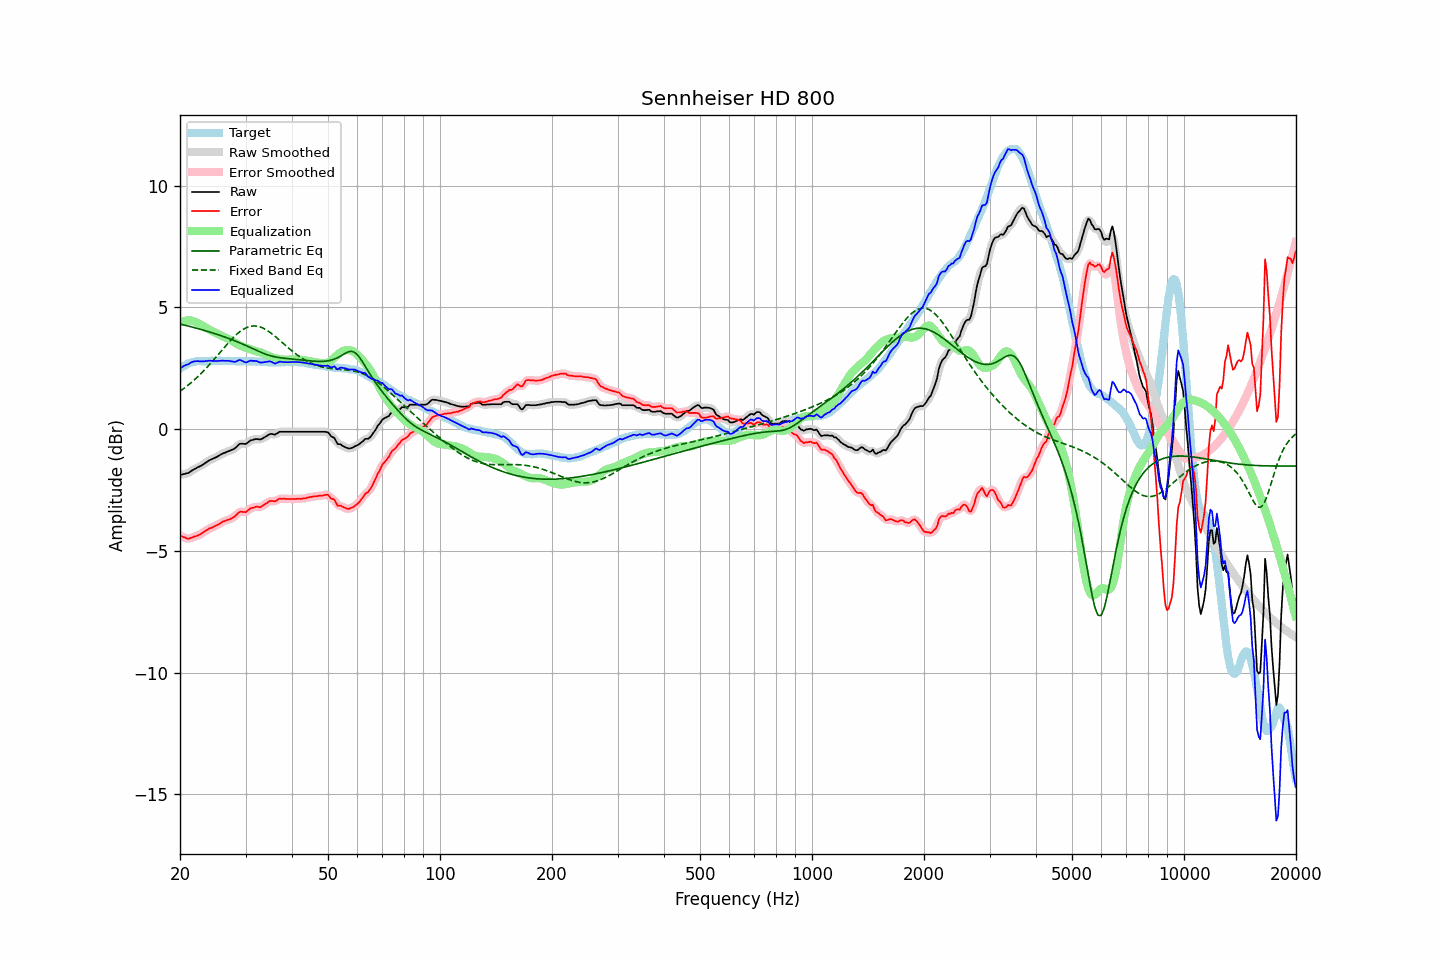 Sennheiser HD 800
Target
Raw Smoothed
Error Smoothed
Raw
Error
Equalization
Parametric Eq
Fixed Band Eq
Equalized
10
5
0
−5
−10
−15
Amplitude (dBr)
20
50
100
200
500
1000
2000
5000
10000
20000
Frequency (Hz)